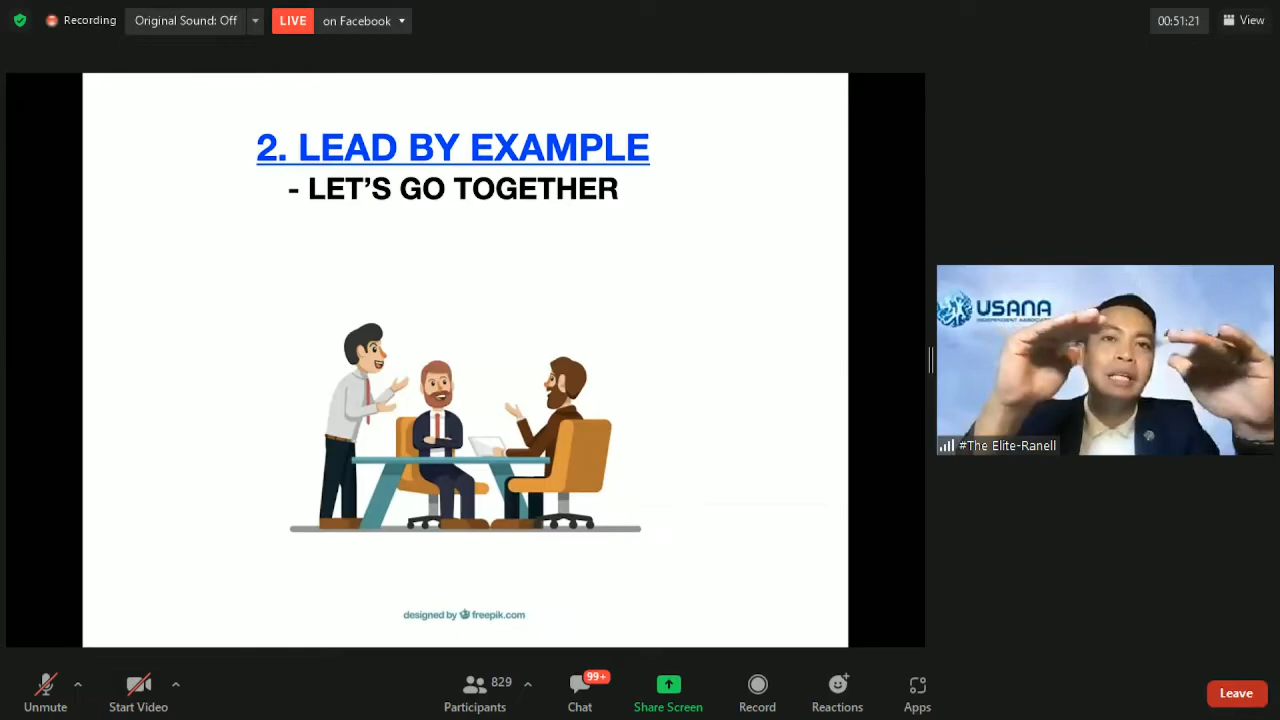 Recording
Original Sound: Off
LIVE on Facebook
00:51:21
View
2. LEAD BY EXAMPLE
- LET'S GO TOGETHER
designed by freepik.com
USANA
#The Elite-Ranell
Unmute
Start Video
829
Participants
99+
Chat
Share Screen
Record
Reactions
Apps
Leave